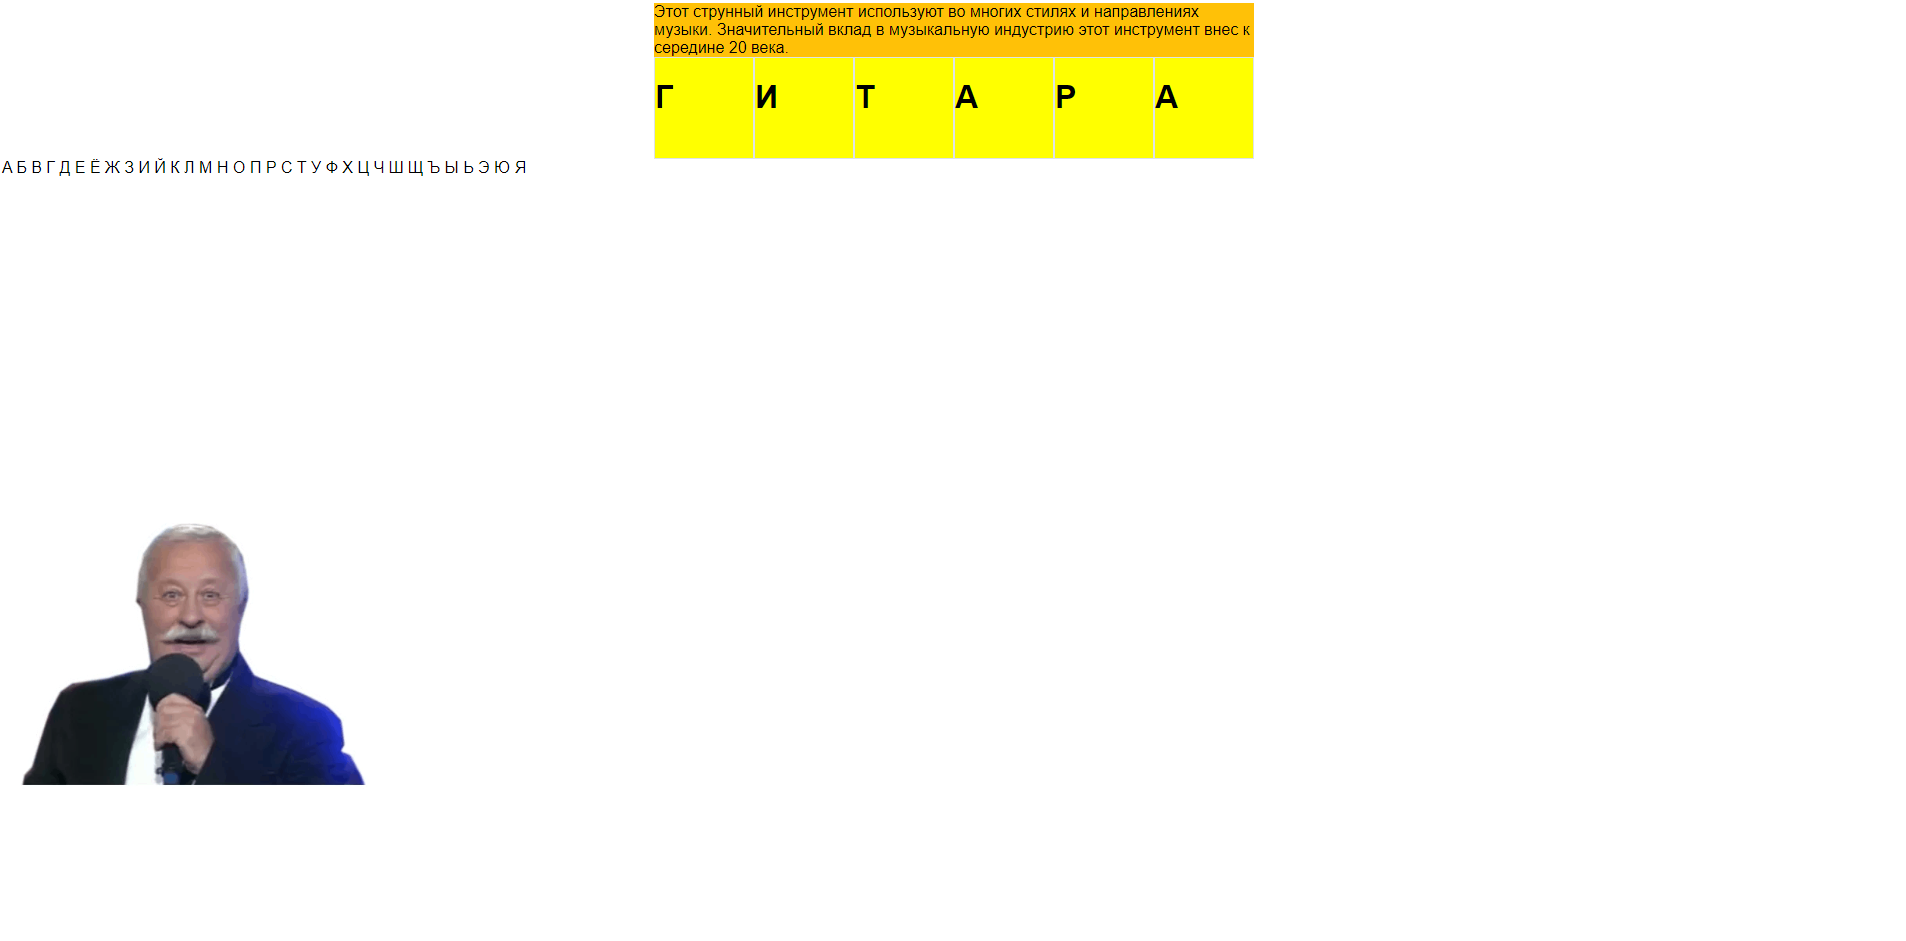 Этот струнный инструмент используют во многих стилях и направлениях
музыки. Значительный вклад в музыкальную индустрию этот инструмент внес к
середине 20 века.
Г И Т А Р А
А Б В Г Д Е Ё Ж З И Й К Л М Н О П Р С Т У Ф Х Ц Ч Ш Щ Ъ Ы Ь Э Ю Я